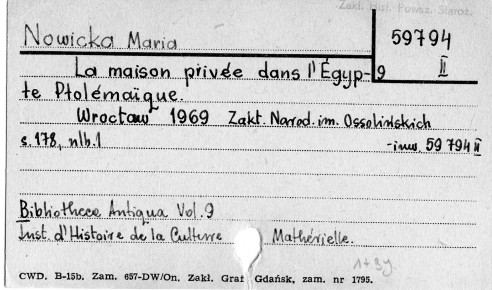 Zakł. Hist. Powsz. Staroż.
Nowicka Maria
59794
II
La maison privée dans l'Égyp-
te Ptolémaïque.
Wrocław 1969 Zakł. Narod. im. Ossolińskich
s. 178, nlb. 1
-inw. 59 794 II
Bibliotheca Antiqua Vol. 9
Inst. d'Histoire de la Culture Mathérielle.
CWD. B-15b. Zam. 657-DW/On. Zakł. Graf Gdańsk, zam. nr 1795.